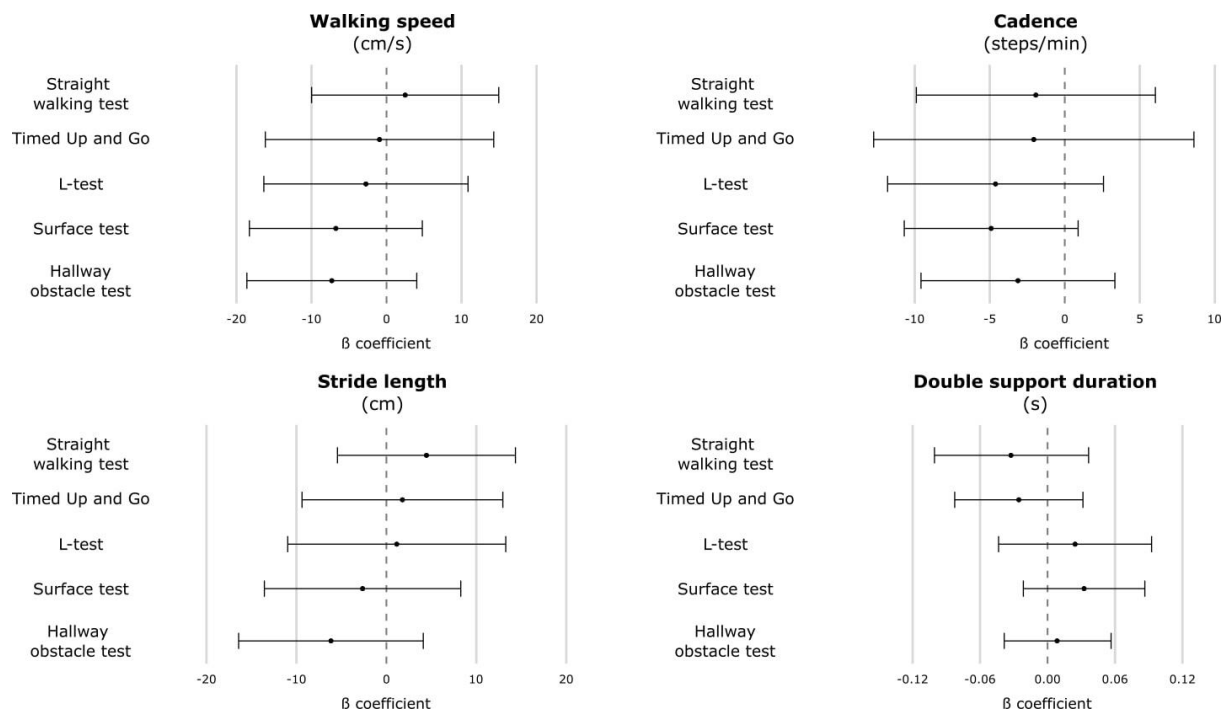 Walking speed
(cm/s)
Straight
walking test
Timed Up and Go
L-test
Surface test
Hallway
obstacle test
-20 -10 0 10 20
ß coefficient
Cadence
(steps/min)
Straight
walking test
Timed Up and Go
L-test
Surface test
Hallway
obstacle test
-10 -5 0 5 10
ß coefficient
Stride length
(cm)
Straight
walking test
Timed Up and Go
L-test
Surface test
Hallway
obstacle test
-20 -10 0 10 20
ß coefficient
Double support duration
(s)
Straight
walking test
Timed Up and Go
L-test
Surface test
Hallway
obstacle test
-0.12 -0.06 0.00 0.06 0.12
ß coefficient